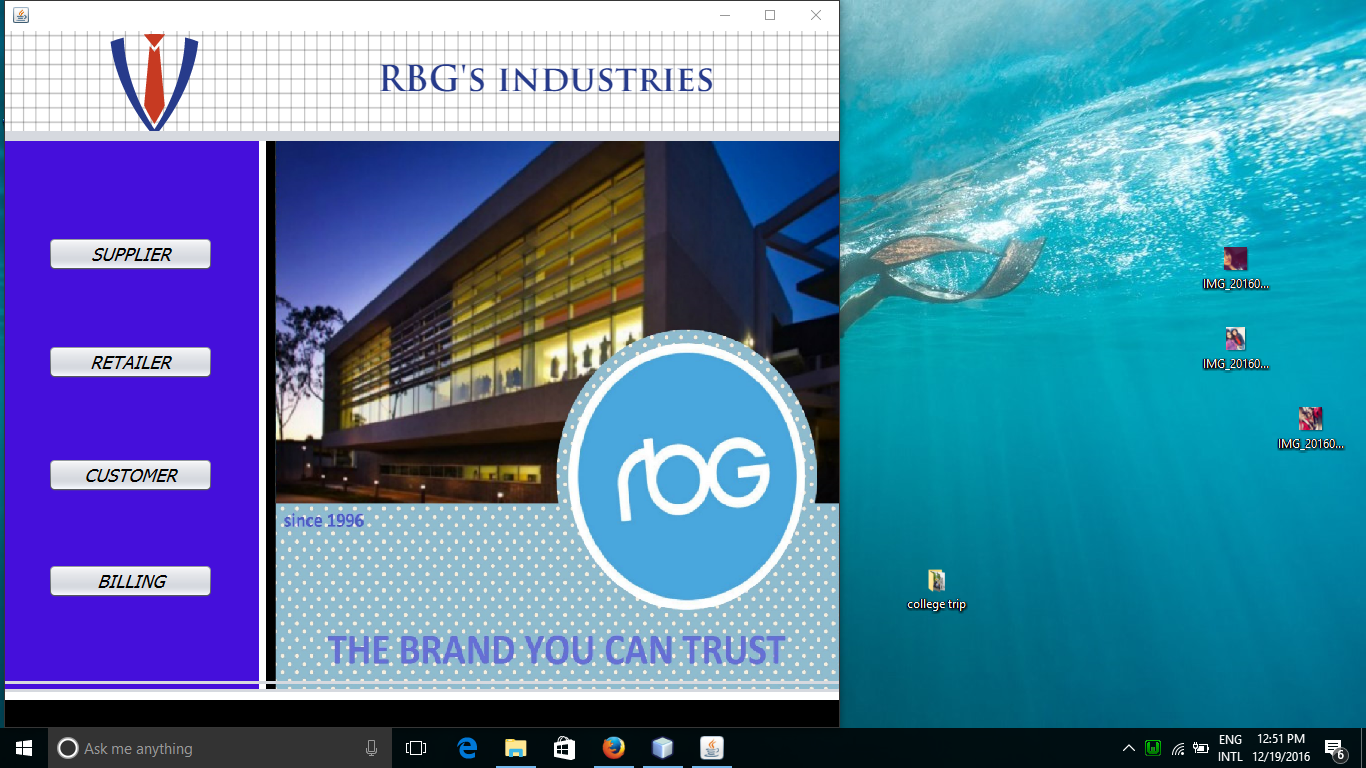 RBG'S INDUSTRIES
SUPPLIER
RETAILER
CUSTOMER
BILLING
rbG
since 1996
THE BRAND YOU CAN TRUST
IMG_20160...
IMG_20160...
IMG_20160...
college trip
Ask me anything
ENG
INTL
12:51 PM
12/19/2016
6